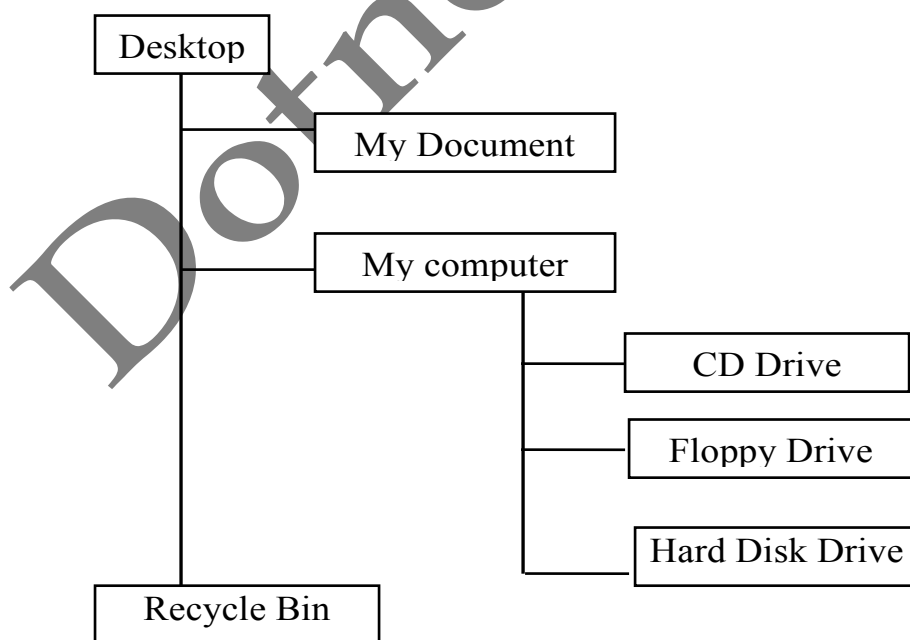 Desktop
My Document
My computer
CD Drive
Floppy Drive
Hard Disk Drive
Recycle Bin